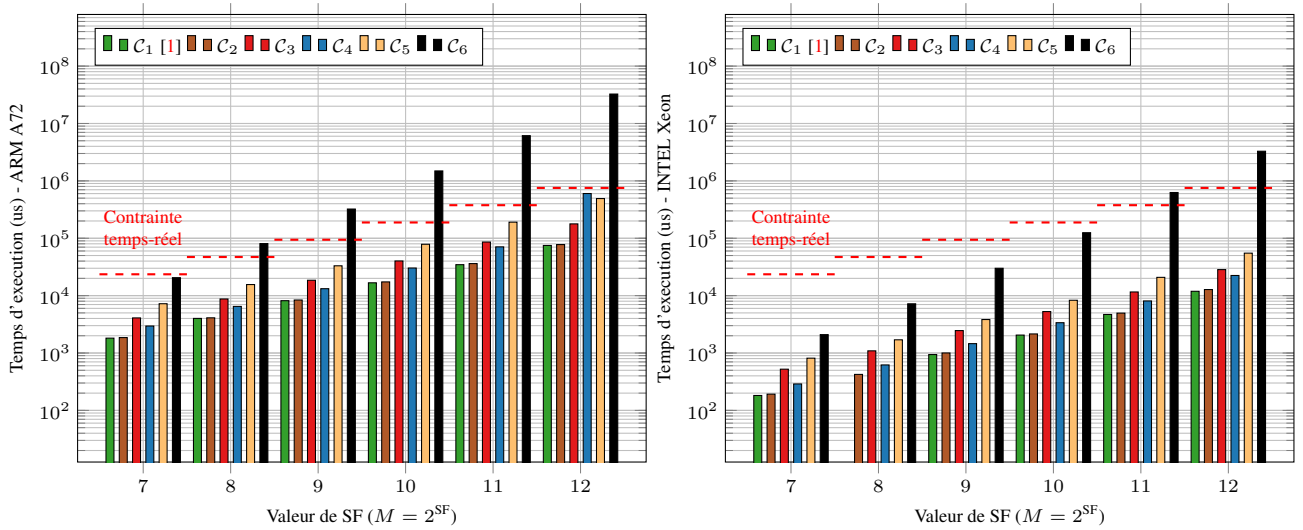 C1 [1] C2 C3 C4 C5 C6
10^8
10^7
10^6
10^5
10^4
10^3
10^2
Temps d'execution (us) - ARM A72
Contrainte
temps-réel
7 8 9 10 11 12
Valeur de SF (M = 2^SF)
C1 [1] C2 C3 C4 C5 C6
10^8
10^7
10^6
10^5
10^4
10^3
10^2
Temps d'execution (us) - INTEL Xeon
Contrainte
temps-réel
7 8 9 10 11 12
Valeur de SF (M = 2^SF)